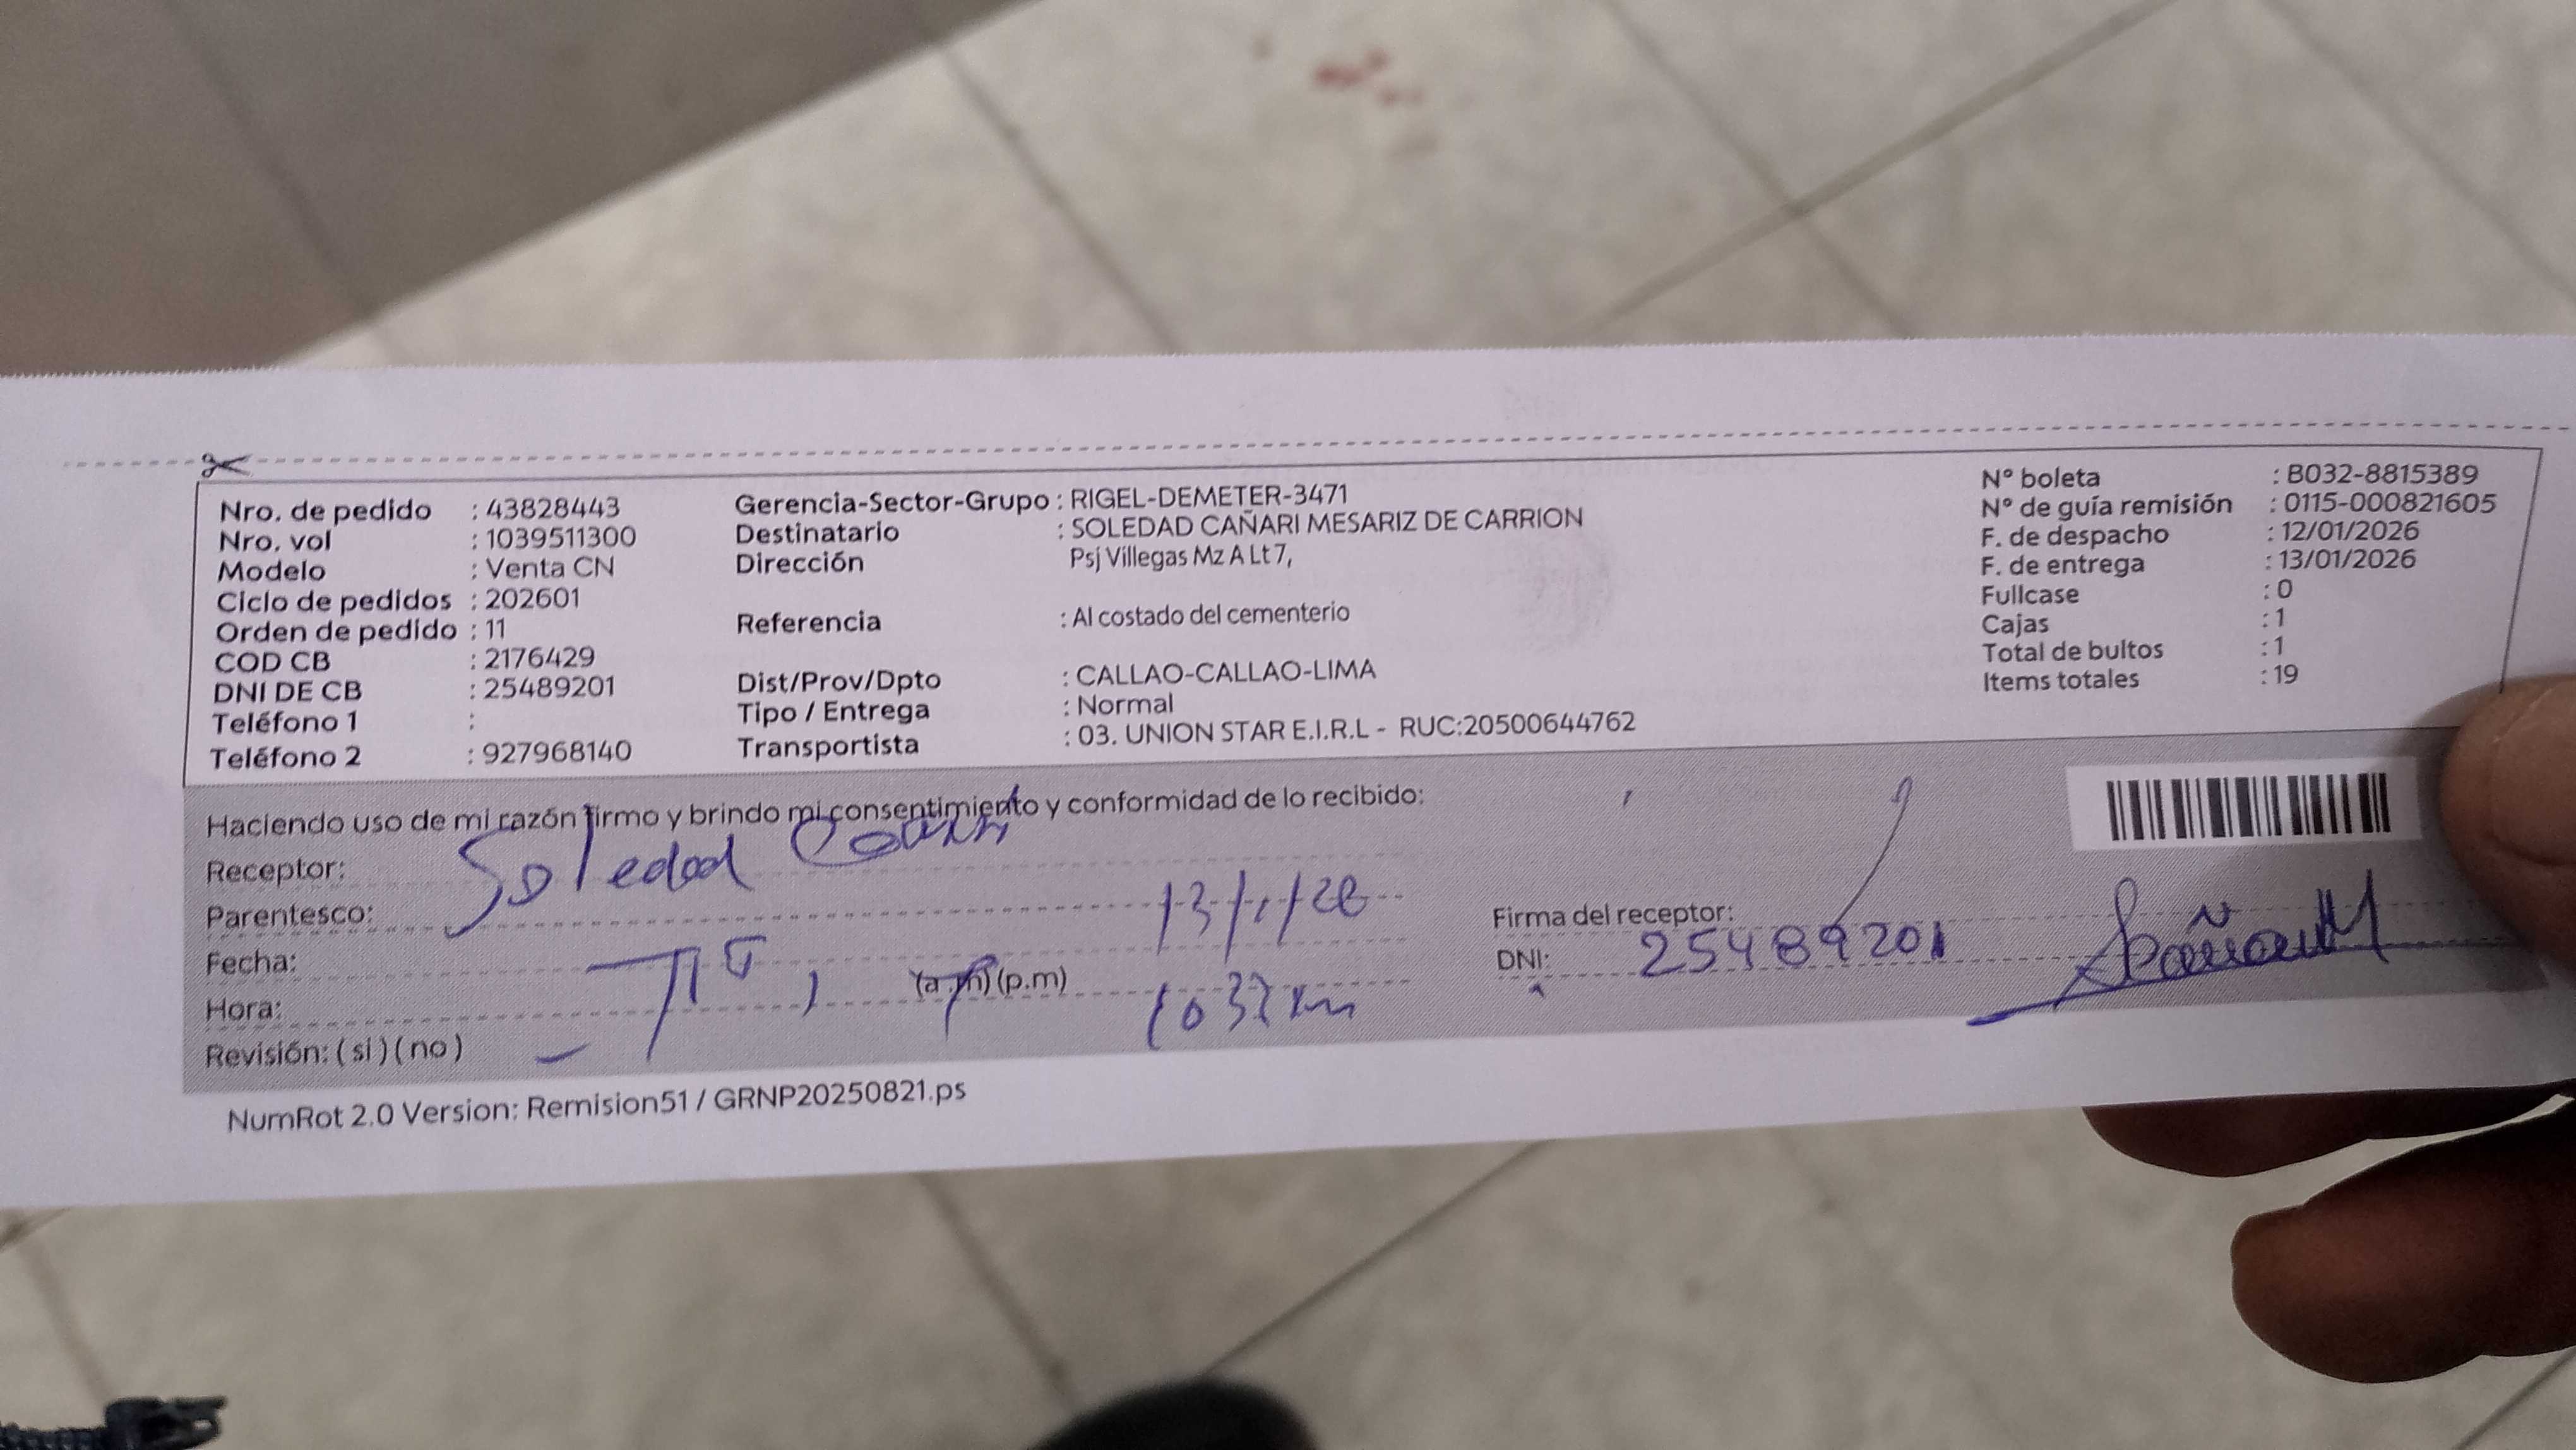 Nro. de pedido : 43828443
Nro. vol : 1039511300
Modelo : Venta CN
Ciclo de pedidos : 202601
Orden de pedido : 11
COD CB : 2176429
DNI DE CB : 25489201
Teléfono 1 :
Teléfono 2 : 927968140
Gerencia-Sector-Grupo : RIGEL-DEMETER-3471
Destinatario : SOLEDAD CAÑARI MESARIZ DE CARRION
Dirección Psj Villegas Mz A Lt 7,
Referencia : Al costado del cementerio
Dist/Prov/Dpto : CALLAO-CALLAO-LIMA
Tipo / Entrega : Normal
Transportista : 03. UNION STAR E.I.R.L - RUC:20500644762
N° boleta : B032-8815389
N° de guía remisión : 0115-000821605
F. de despacho : 12/01/2026
F. de entrega : 13/01/2026
Fullcase : 0
Cajas : 1
Total de bultos : 1
Items totales : 19
Haciendo uso de mi razón firmo y brindo mi consentimiento y conformidad de lo recibido:
Receptor: Soledad
Parentesco:
Fecha:
Hora: (a.m) (p.m)
Revisión: ( si ) ( no )
Firma del receptor:
DNI: 25489201
NumRot 2.0 Version: Remision51 / GRNP20250821.ps